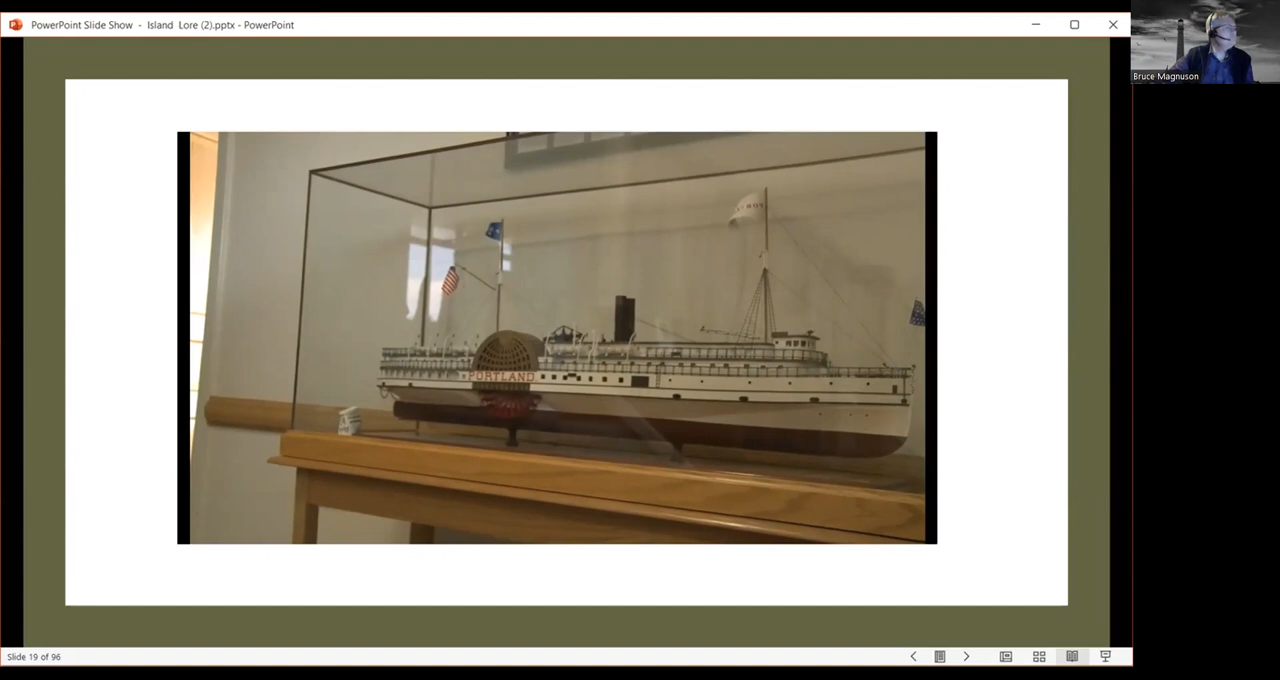 PowerPoint Slide Show - Island Lore (2).pptx - PowerPoint
Bruce Magnuson
PORTLAND
Slide 19 of 96